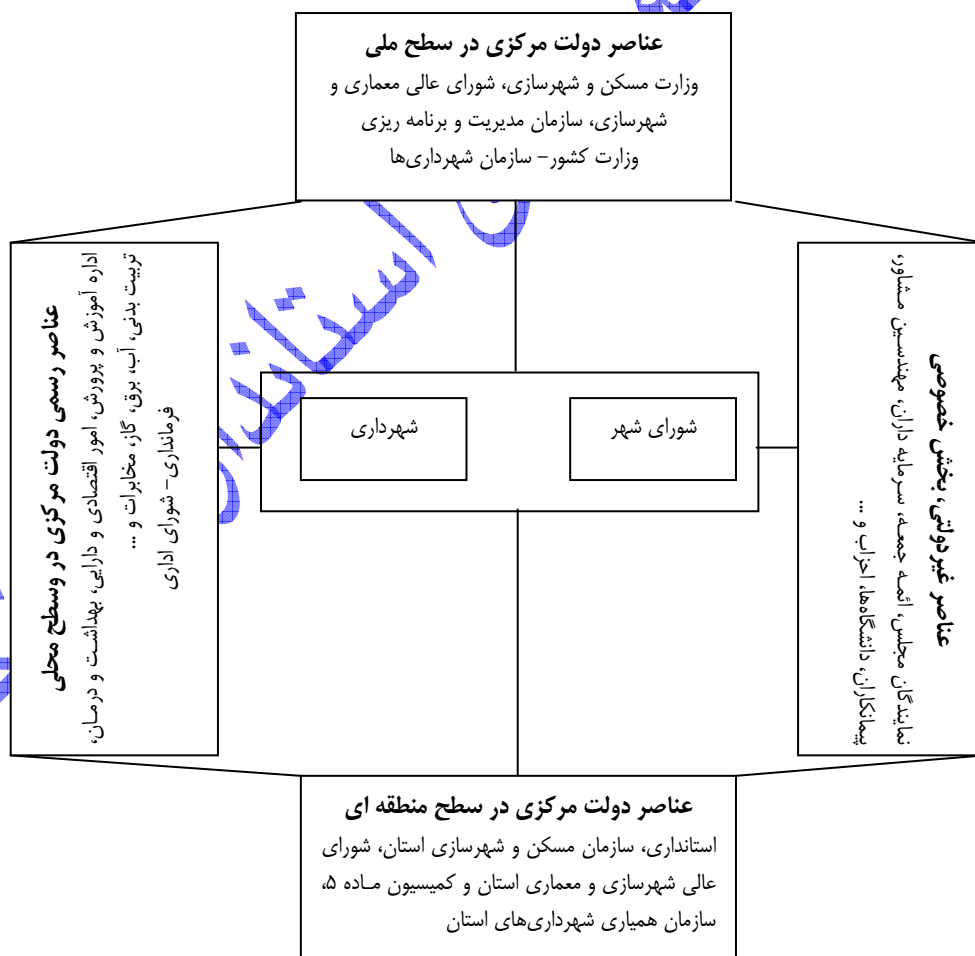 عناصر دولت مرکزی در سطح ملی
وزارت مسکن و شهرسازی، شورای عالی معماری و
شهرسازی، سازمان مدیریت و برنامه ریزی
وزارت کشور- سازمان شهرداری‌ها
عناصر غیردولتی، بخش خصوصی
نمایندگان مجلس، ائمه جمعه، سرمایه داران، مهندسین مشاور،
پیمانکاران، دانشگاه‌ها، احزاب و ...
شورای شهر
شهرداری
عناصر رسمی دولت مرکزی در وسطح محلی
اداره آموزش و پرورش، امور اقتصادی و دارایی، بهداشت و درمان،
تربیت بدنی، آب، برق، گاز، مخابرات و ...
فرمانداری- شورای اداری
عناصر دولت مرکزی در سطح منطقه ای
استانداری، سازمان مسکن و شهرسازی استان، شورای
عالی شهرسازی و معماری استان و کمیسیون ماده ۵،
سازمان همیاری شهرداری‌های استان